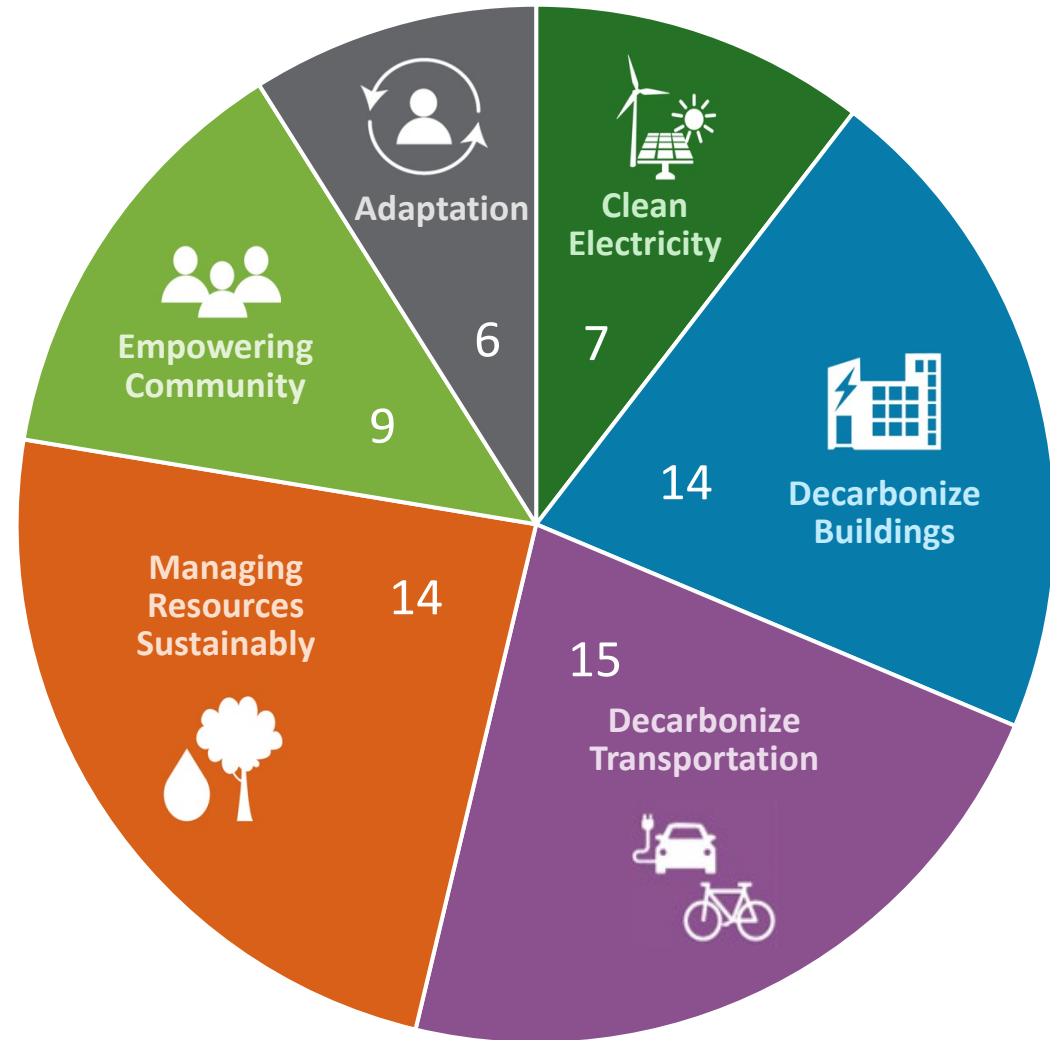 Clean
Electricity
7
14
Decarbonize
Buildings
15
Decarbonize
Transportation
Managing
Resources
Sustainably
14
Empowering
Community
9
Adaptation
6